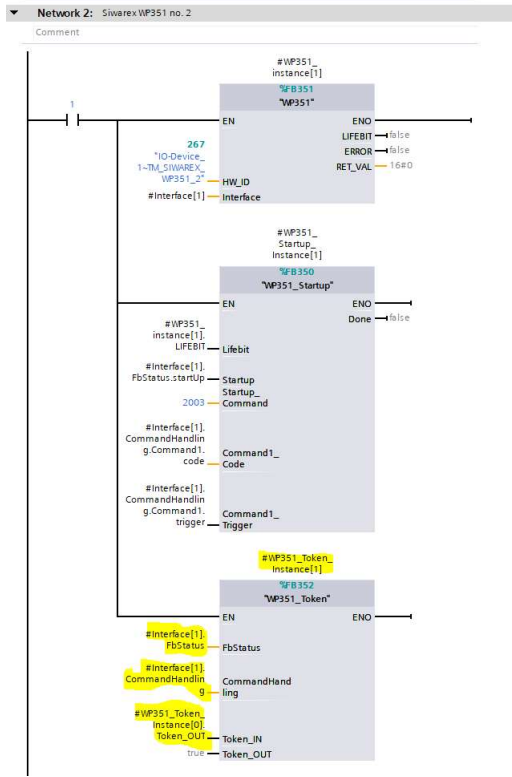 Network 2: Siwarex WP351 no. 2
Comment
#WP351_
instance[1]
%FB351
"WP351"
1
EN ENO
LIFEBIT false
ERROR false
RET_VAL 16#0
267
"IO-Device_
1~TM_SIWAREX_
WP351_2" HW_ID
#Interface[1] Interface
#WP351_
Startup_
Instance[1]
%FB350
"WP351_Startup"
EN ENO
Done false
#WP351_
instance[1].
LIFEBIT Lifebit
#Interface[1].
FbStatus.startUp Startup
Startup_
2003 Command
#Interface[1].
CommandHandlin
g.Command1. Command1_
code Code
#Interface[1].
CommandHandlin
g.Command1. Command1_
trigger Trigger
#WP351_Token_
Instance[1]
%FB352
"WP351_Token"
EN ENO
#Interface[1].
FbStatus FbStatus
#Interface[1].
CommandHandlin CommandHand
g ling
#WP351_Token_
Instance[0].
Token_OUT Token_IN
true Token_OUT